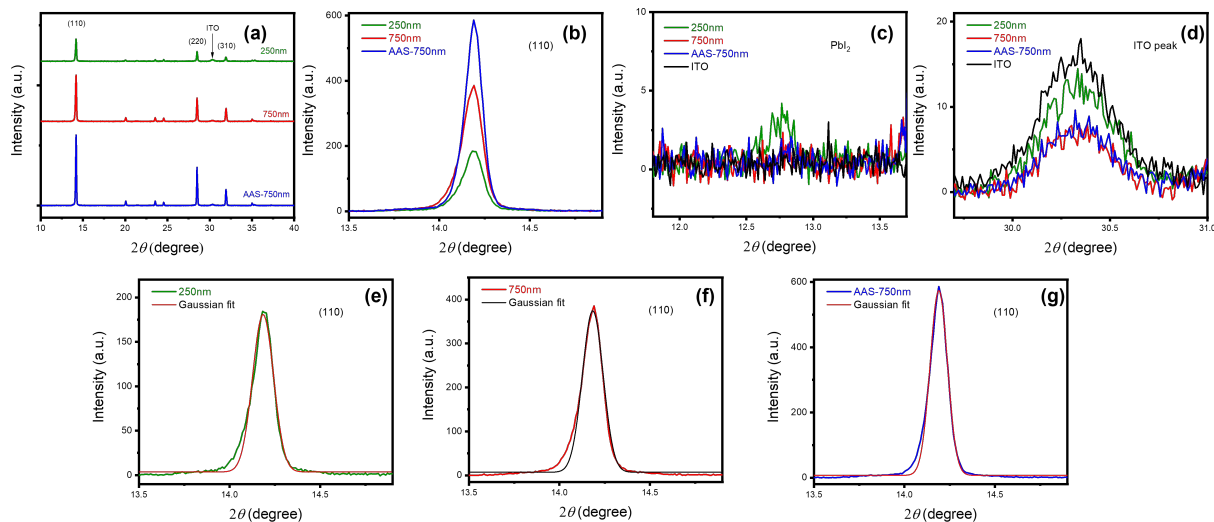 (a)
(110)
ITO
(220)
(310)
250nm
750nm
AAS-750nm
Intensity (a.u.)
10 15 20 25 30 35 40
2θ (degree)
(b)
250nm
750nm
AAS-750nm
(110)
Intensity (a.u.)
600
400
200
0
13.5 14.0 14.5
2θ (degree)
(c)
250nm
750nm
AAS-750nm
ITO
PbI2
Intensity (a.u.)
10
5
0
12.0 12.5 13.0 13.5
2θ (degree)
(d)
250nm
750nm
AAS-750nm
ITO
ITO peak
Intensity (a.u.)
20
10
0
30.0 30.5 31.0
2θ (degree)
(e)
250nm
Gaussian fit
(110)
Intensity (a.u.)
200
150
100
50
0
13.5 14.0 14.5
2θ (degree)
(f)
750nm
Gaussian fit
(110)
Intensity (a.u.)
400
300
200
100
0
13.5 14.0 14.5
2θ (degree)
(g)
AAS-750nm
Gaussian fit
(110)
Intensity (a.u.)
600
400
200
0
13.5 14.0 14.5
2θ (degree)